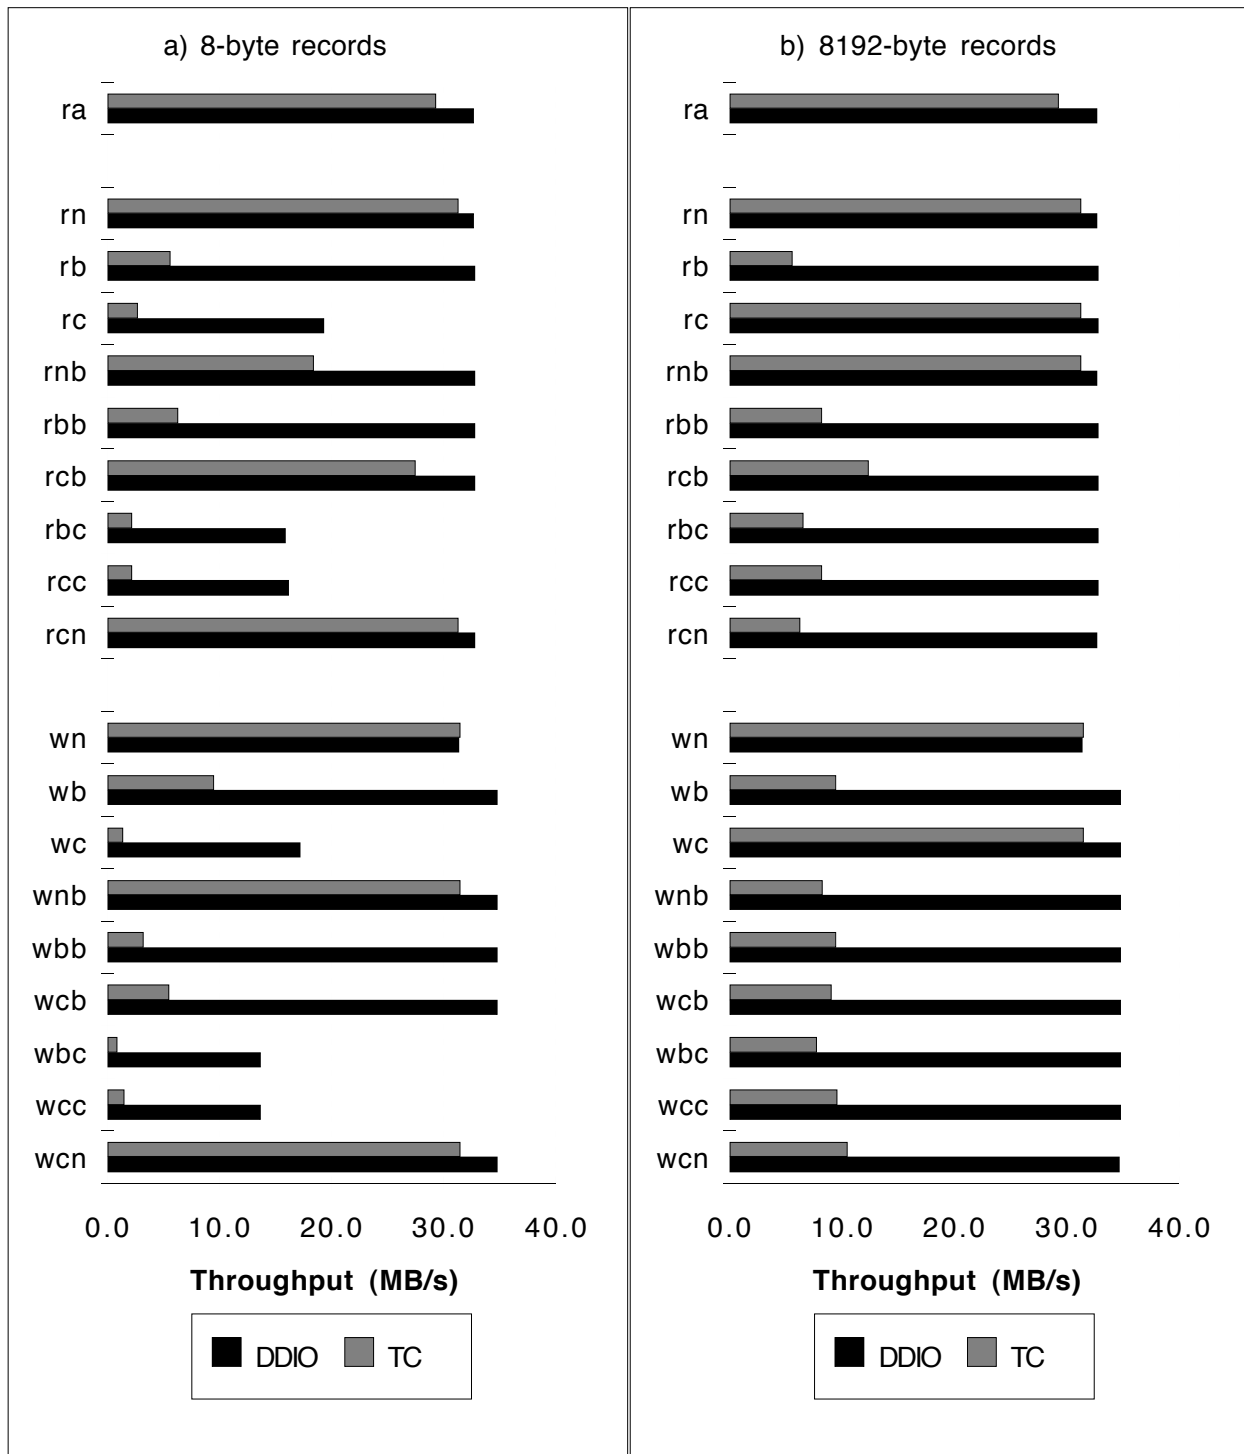 a) 8-byte records
ra
rn
rb
rc
rnb
rbb
rcb
rbc
rcc
rcn
wn
wb
wc
wnb
wbb
wcb
wbc
wcc
wcn
0.0 10.0 20.0 30.0 40.0
Throughput (MB/s)
DDIO TC
b) 8192-byte records
ra
rn
rb
rc
rnb
rbb
rcb
rbc
rcc
rcn
wn
wb
wc
wnb
wbb
wcb
wbc
wcc
wcn
0.0 10.0 20.0 30.0 40.0
Throughput (MB/s)
DDIO TC